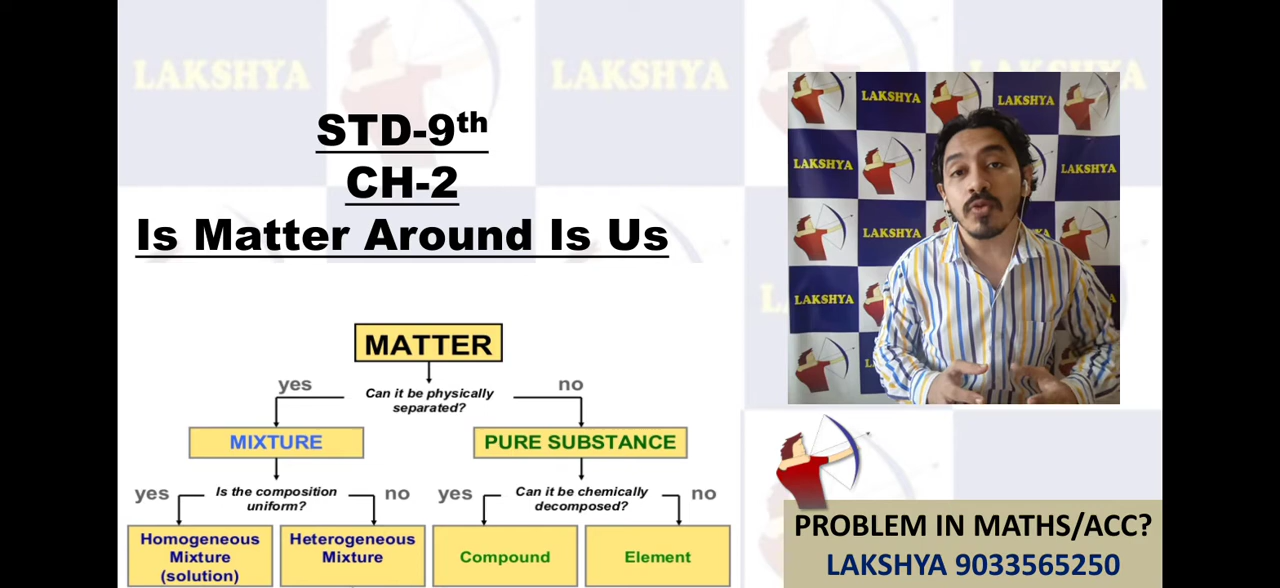 LAKSHYA LAKSHYA
STD-9th
CH-2
Is Matter Around Is Us
MATTER
yes
no
Can it be physically
separated?
MIXTURE
PURE SUBSTANCE
yes
Is the composition
uniform?
no
yes
Can it be chemically
decomposed?
no
Homogeneous
Mixture
(solution)
Heterogeneous
Mixture
Compound
Element
LAKSHYA LAKSHYA
LAKSHYA LAKSHYA
LAKSHYA
LAKSHYA
PROBLEM IN MATHS/ACC?
LAKSHYA 9033565250